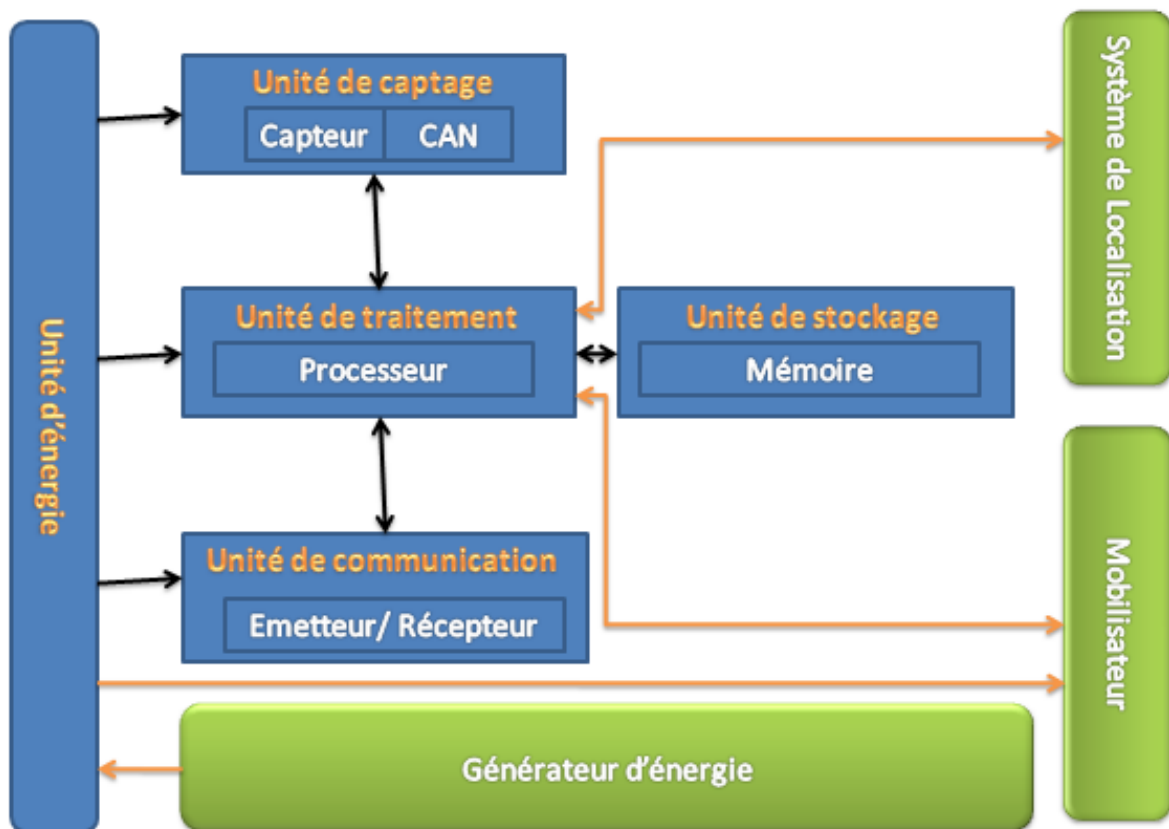 Unité d'énergie
Unité de captage
Capteur
CAN
Système de Localisation
Unité de traitement
Processeur
Unité de stockage
Mémoire
Unité de communication
Emetteur/ Récepteur
Mobilisateur
Générateur d'énergie